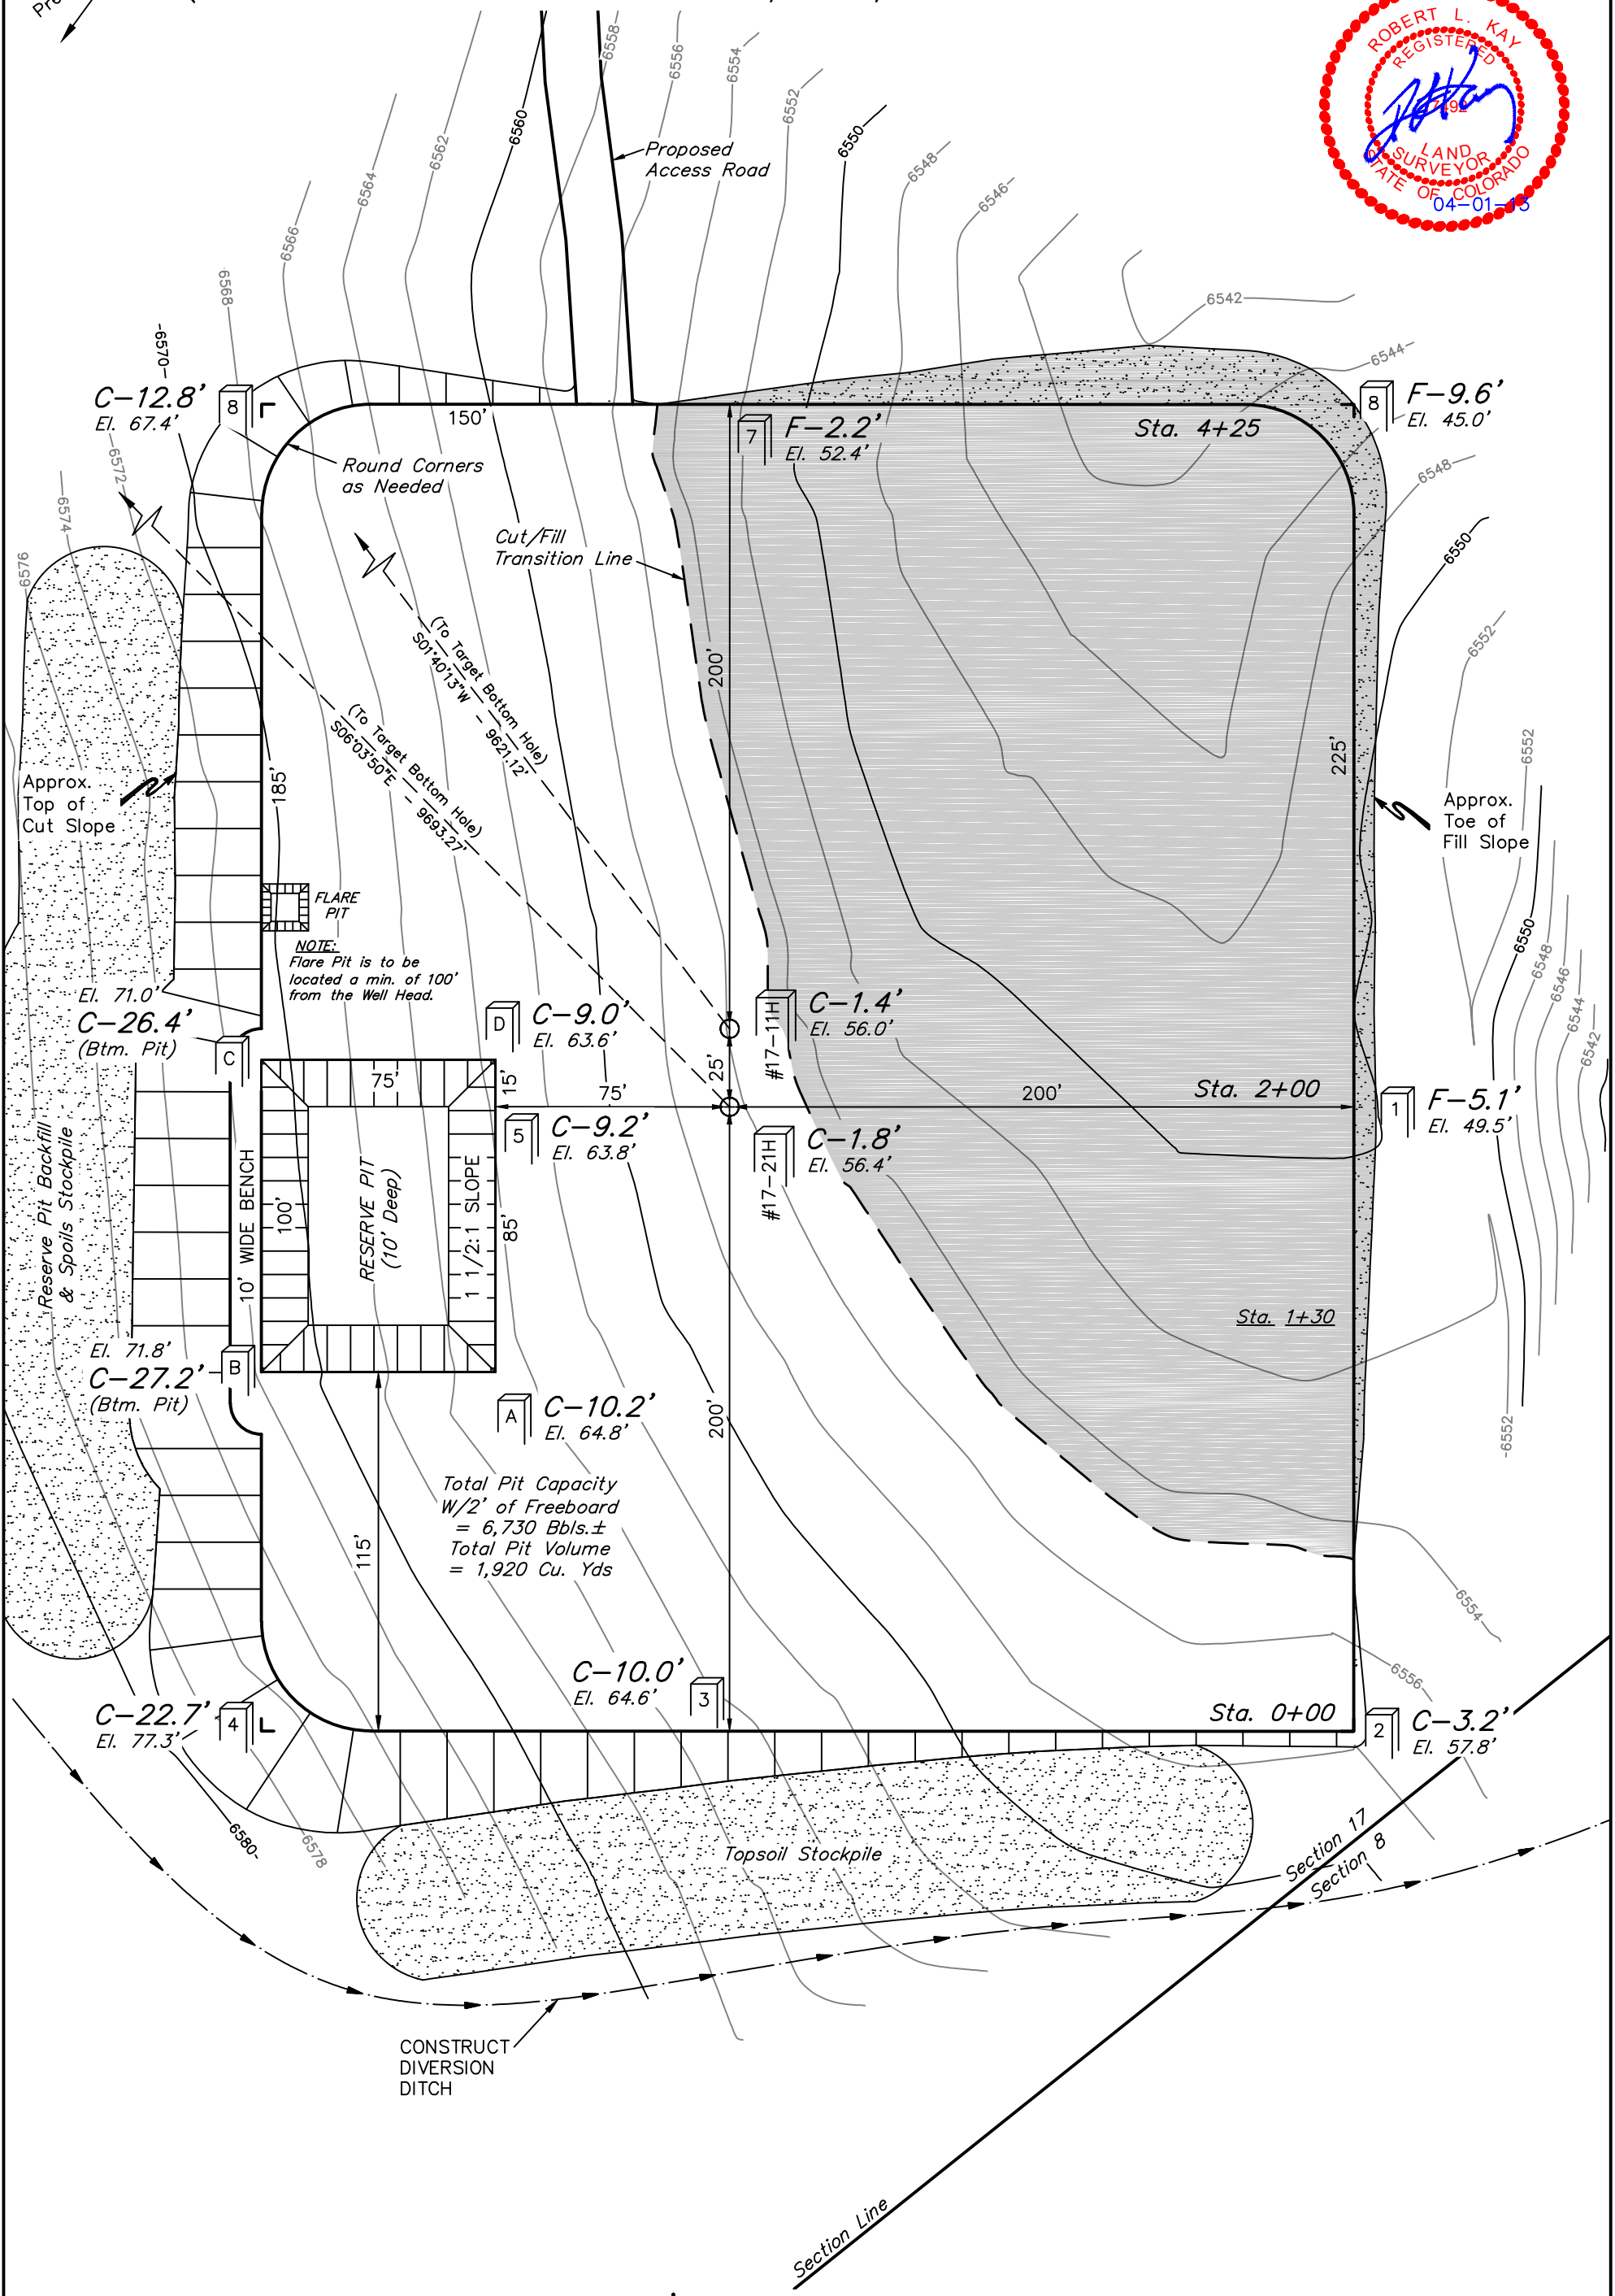 ROBERT L. KAY
REGISTERED
LAND
SURVEYOR
STATE OF COLORADO
6558
6556
6554
6552
6550
6548
6546
6560
6562
6564
6566
6568
6570
6542
6544
Proposed
Access Road
C-12.8'
El. 67.4'
8
150'
7
F-2.2'
El. 52.4'
Sta. 4+25
8
F-9.6'
El. 45.0'
Round Corners
as Needed
6572
6574
6576
6548
6550
6552
Cut/Fill
Transition Line
(To Target Bottom Hole)
S01°40'13"W - 9621.12'
(To Target Bottom Hole)
S06°03'50"E - 9693.27'
200'
225'
185'
Approx.
Top of
Cut Slope
Approx.
Toe of
Fill Slope
6552
6550
6548
6546
6544
6542
FLARE
PIT
NOTE:
Flare Pit is to be
located a min. of 100'
from the Well Head.
El. 71.0'
C-26.4'
(Btm. Pit)
C
D
C-9.0'
El. 63.6'
#17-11H
C-1.4'
El. 56.0'
75'
15'
75'
25'
200'
Sta. 2+00
1
F-5.1'
El. 49.5'
5
C-9.2'
El. 63.8'
#17-21H
C-1.8'
El. 56.4'
Reserve Pit Backfill
& Spoils Stockpile
10' WIDE BENCH
100'
RESERVE PIT
(10' Deep)
1 1/2:1 SLOPE
85'
Sta. 1+30
El. 71.8'
C-27.2'
(Btm. Pit)
B
A
C-10.2'
El. 64.8'
200'
6552
Total Pit Capacity
W/2' of Freeboard
= 6,730 Bbls.±
Total Pit Volume
= 1,920 Cu. Yds
115'
6554
6556
C-10.0'
El. 64.6'
3
Sta. 0+00
2
C-3.2'
El. 57.8'
C-22.7'
El. 77.3'
4
6580
6578
Topsoil Stockpile
Section 17
Section 8
CONSTRUCT
DIVERSION
DITCH
Section Line